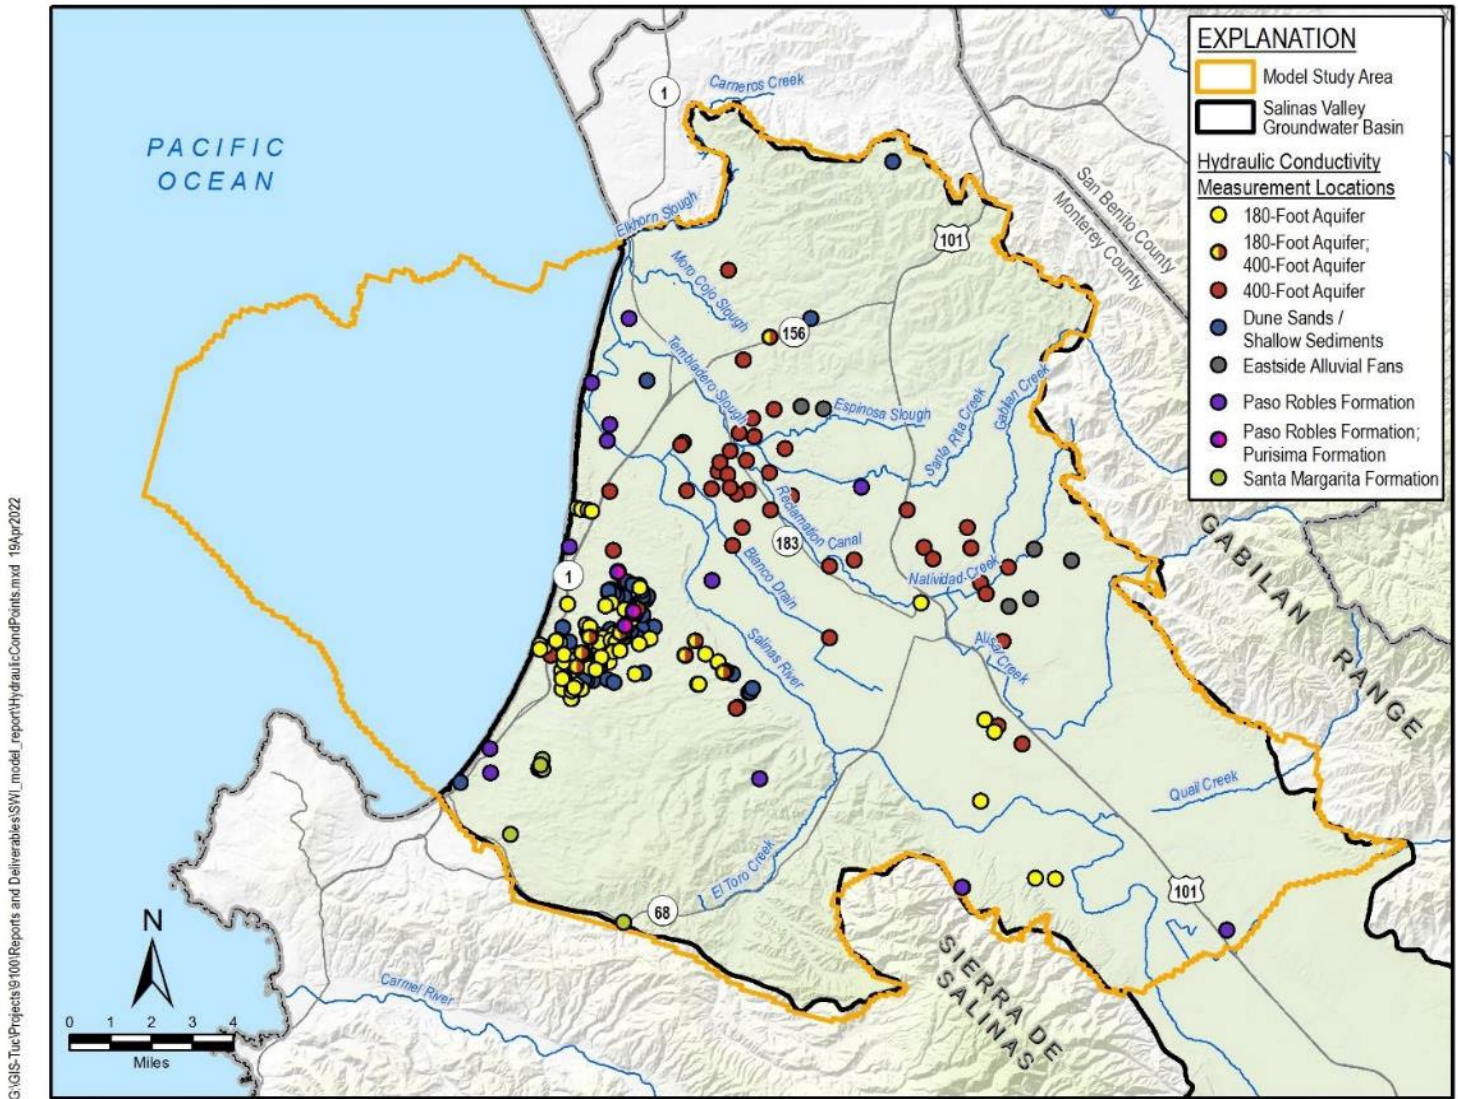 EXPLANATION
Model Study Area
Salinas Valley
Groundwater Basin
Hydraulic Conductivity
Measurement Locations
180-Foot Aquifer
180-Foot Aquifer;
400-Foot Aquifer
400-Foot Aquifer
Dune Sands /
Shallow Sediments
Eastside Alluvial Fans
Paso Robles Formation
Paso Robles Formation;
Purisima Formation
Santa Margarita Formation
PACIFIC
OCEAN
1
Carneros Creek
Elkhorn Slough
San Benito County
Monterey County
101
Moro Cojo Slough
156
Tembladero Slough
Espinosa Slough
Santa Rita Creek
Gabilan Creek
Reclamation Canal
183
Blanco Drain
Natividad Creek
1
Salinas River
Alisal Creek
GABILAN RANGE
Quail Creek
El Toro Creek
68
101
SIERRA DE
SALINAS
Carmel River
N
0 1 2 3 4
Miles
G:\GIS-Tuc\Projects\9100\Reports and Deliverables\SWI_model_report\HydraulicCondPoints.mxd 19Apr2022